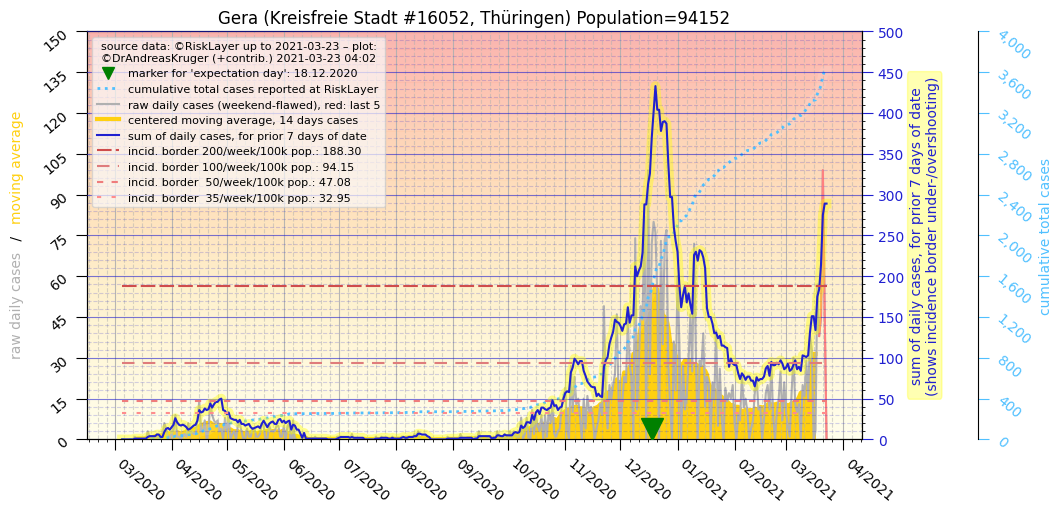 Gera (Kreisfreie Stadt #16052, Thüringen) Population=94152
source data: ©RiskLayer up to 2021-03-23 – plot:
©DrAndreasKruger (+contrib.) 2021-03-23 04:02
marker for 'expectation day': 18.12.2020
cumulative total cases reported at RiskLayer
raw daily cases (weekend-flawed), red: last 5
centered moving average, 14 days cases
sum of daily cases, for prior 7 days of date
incid. border 200/week/100k pop.: 188.30
incid. border 100/week/100k pop.: 94.15
incid. border  50/week/100k pop.: 47.08
incid. border  35/week/100k pop.: 32.95
raw daily cases / moving average
150
135
120
105
90
75
60
45
30
15
0
03/2020
04/2020
05/2020
06/2020
07/2020
08/2020
09/2020
10/2020
11/2020
12/2020
01/2021
02/2021
03/2021
04/2021
500
450
400
350
300
250
200
150
100
50
0
sum of daily cases, for prior 7 days of date
(shows incidence border under-/overshooting)
4,000
3,600
3,200
2,800
2,400
2,000
1,600
1,200
800
400
0
cumulative total cases